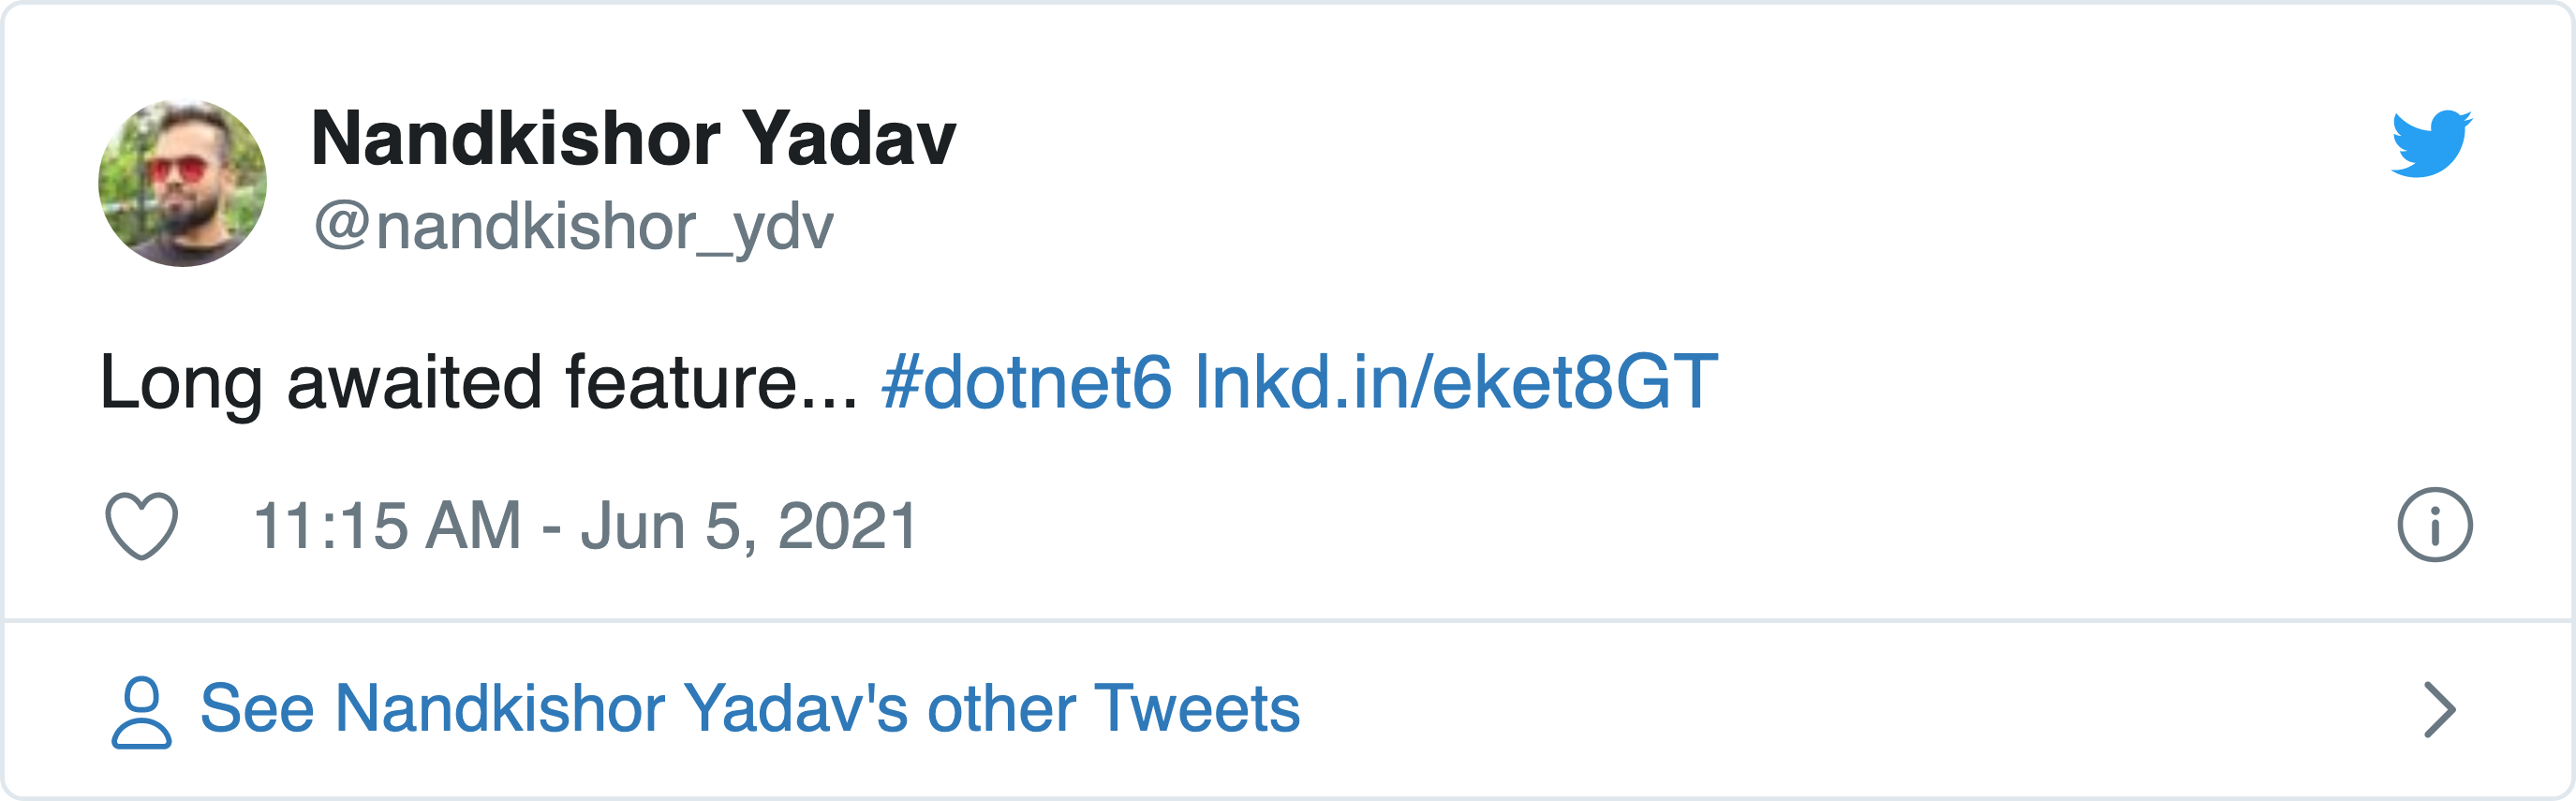 Nandkishor Yadav
@nandkishor_ydv
Long awaited feature... #dotnet6 lnkd.in/eket8GT
11:15 AM - Jun 5, 2021
See Nandkishor Yadav's other Tweets